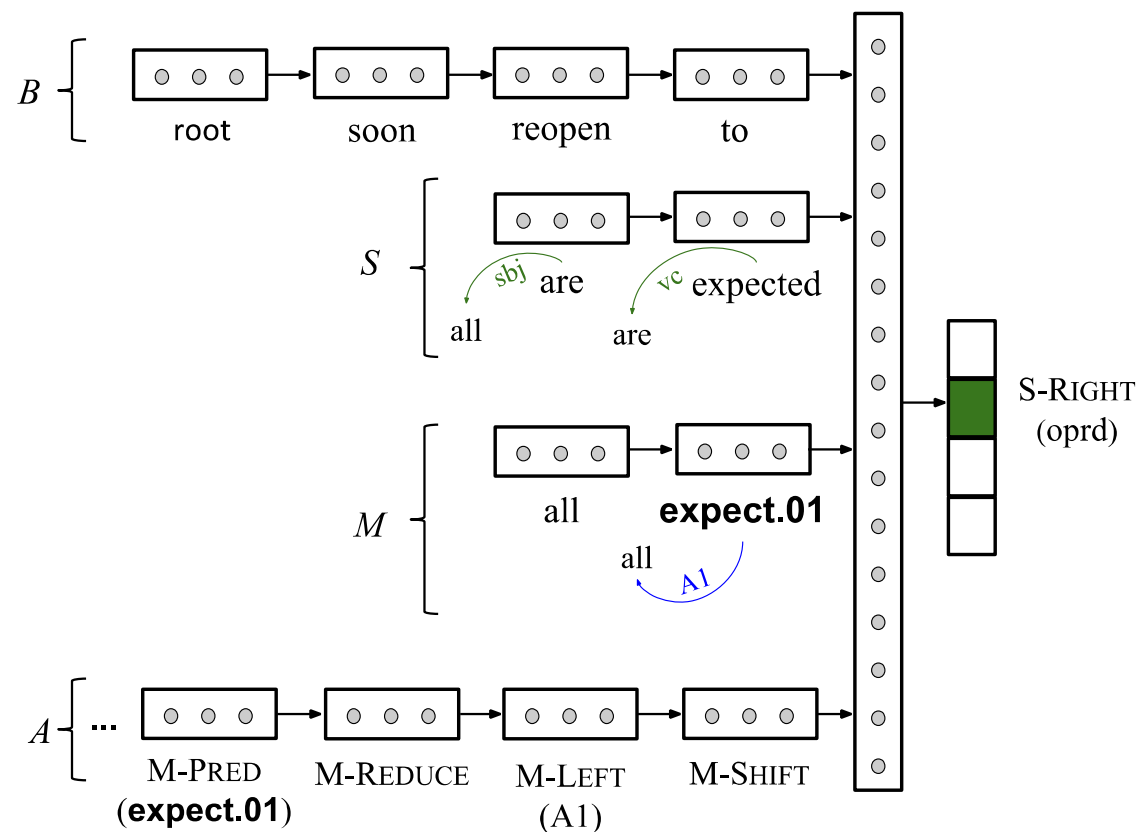 B
root soon reopen to
S
sbj are vc expected
all are
S-RIGHT
(oprd)
M
all expect.01
all A1
A ...
M-PRED M-REDUCE M-LEFT M-SHIFT
(expect.01) (A1)